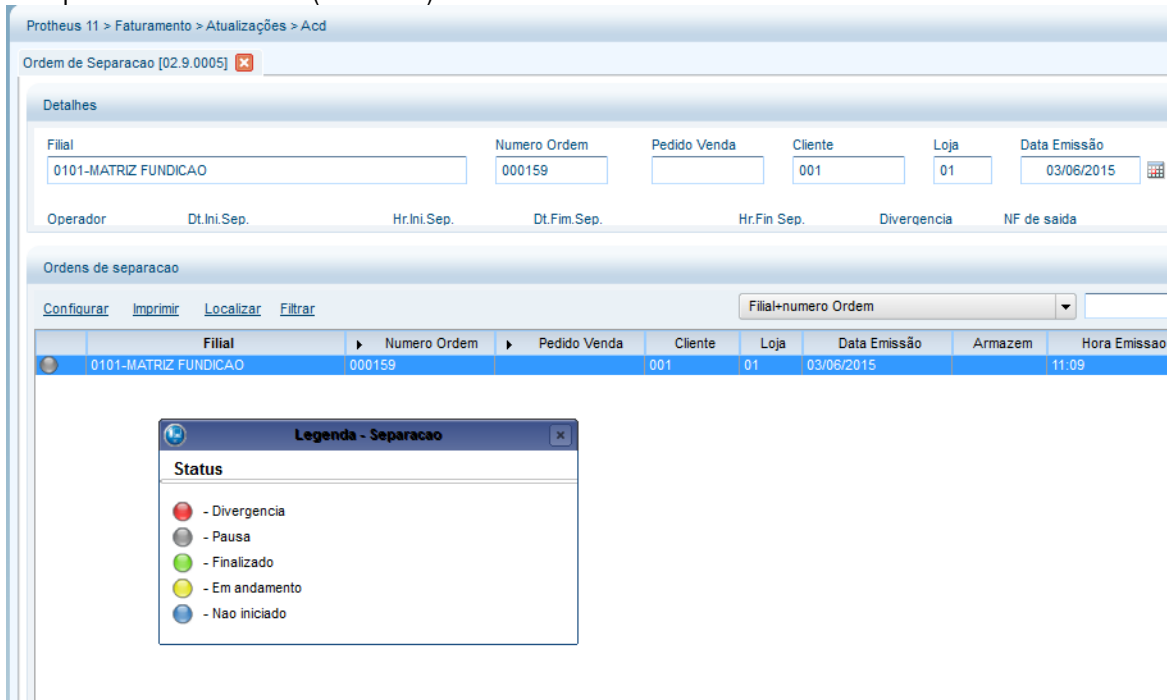 Protheus 11 > Faturamento > Atualizações > Acd
Ordem de Separacao [02.9.0005]
Detalhes
Filial Numero Ordem Pedido Venda Cliente Loja Data Emissão
0101-MATRIZ FUNDICAO 000159 001 01 03/06/2015
Operador Dt.Ini.Sep. Hr.Ini.Sep. Dt.Fim.Sep. Hr.Fin Sep. Divergencia NF de saida
Ordens de separacao
Configurar Imprimir Localizar Filtrar Filial+numero Ordem
Filial Numero Ordem Pedido Venda Cliente Loja Data Emissão Armazem Hora Emissao
0101-MATRIZ FUNDICAO 000159 001 01 03/06/2015 11:09
Legenda - Separacao
Status
- Divergencia
- Pausa
- Finalizado
- Em andamento
- Nao iniciado